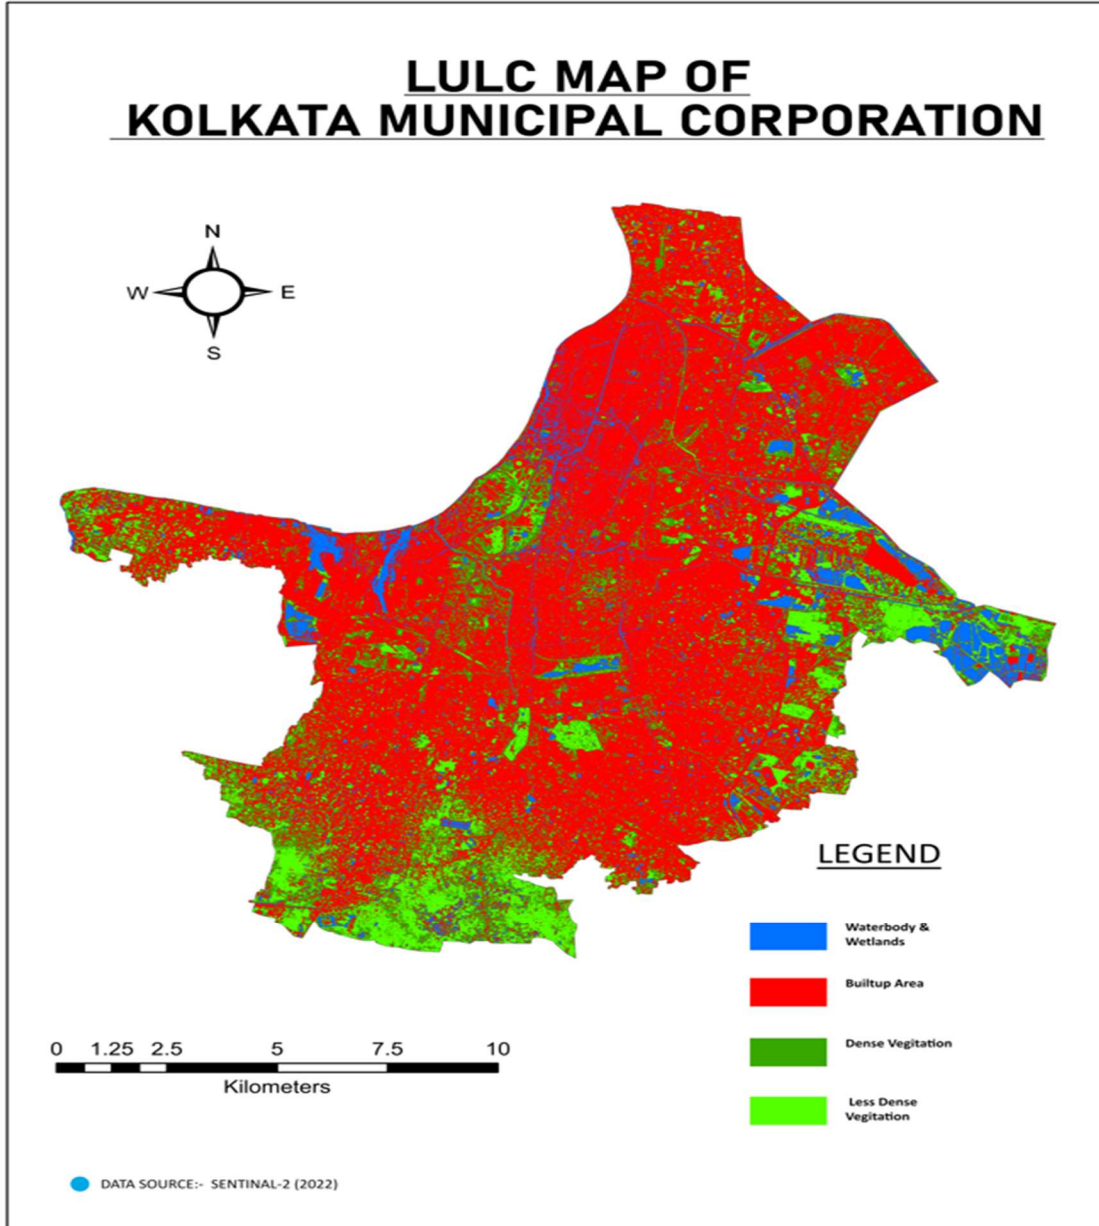 LULC MAP OF
KOLKATA MUNICIPAL CORPORATION
N
W E
S
LEGEND
Waterbody &
Wetlands
Builtup Area
Dense Vegitation
Less Dense
Vegitation
0 1.25 2.5 5 7.5 10
Kilometers
DATA SOURCE:- SENTINAL-2 (2022)